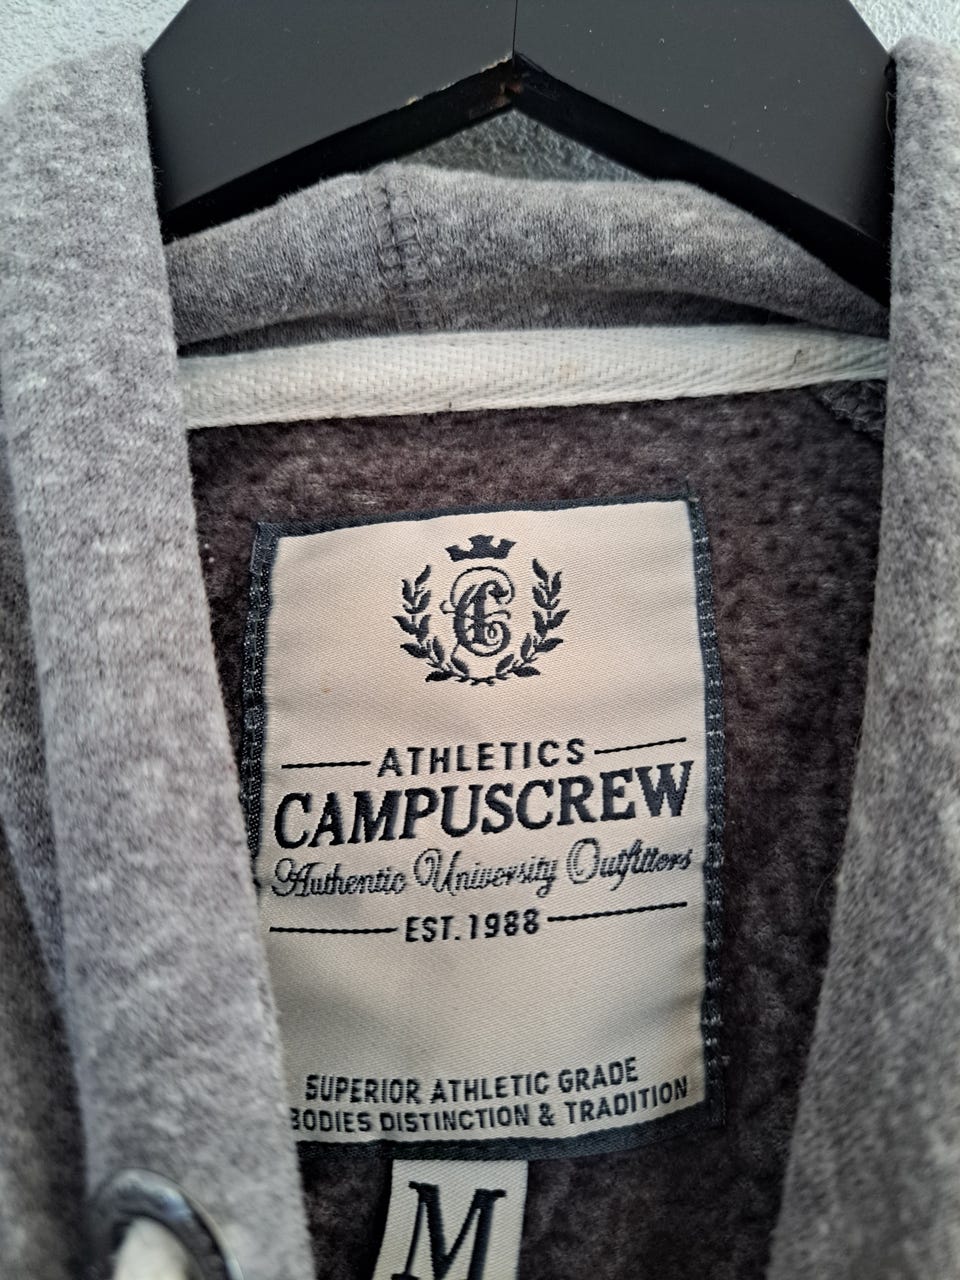 ATHLETICS
CAMPUSCREW
Authentic University Outfitters
EST. 1988
SUPERIOR ATHLETIC GRADE
BODIES DISTINCTION & TRADITION
M